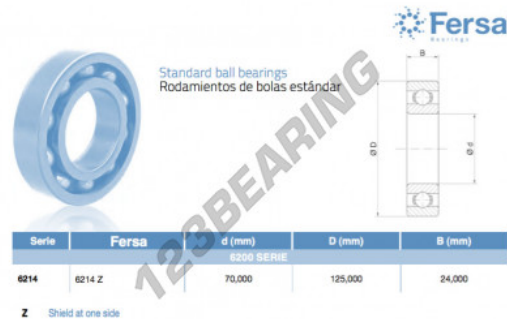 Fersa
Bearings
Standard ball bearings
Rodamientos de bolas estándar
B
Ø D
Ø d
123BEARING
Serie Fersa d (mm) D (mm) B (mm)
6200 SERIE
6214 6214 Z 70,000 125,000 24,000
Z Shield at one side